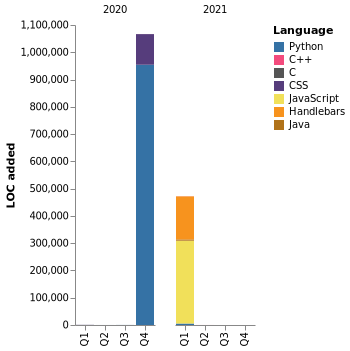 2020 2021
LOC added
1,100,000
1,000,000
900,000
800,000
700,000
600,000
500,000
400,000
300,000
200,000
100,000
0
Q1 Q2 Q3 Q4 Q1 Q2 Q3 Q4
Language
Python
C++
C
CSS
JavaScript
Handlebars
Java